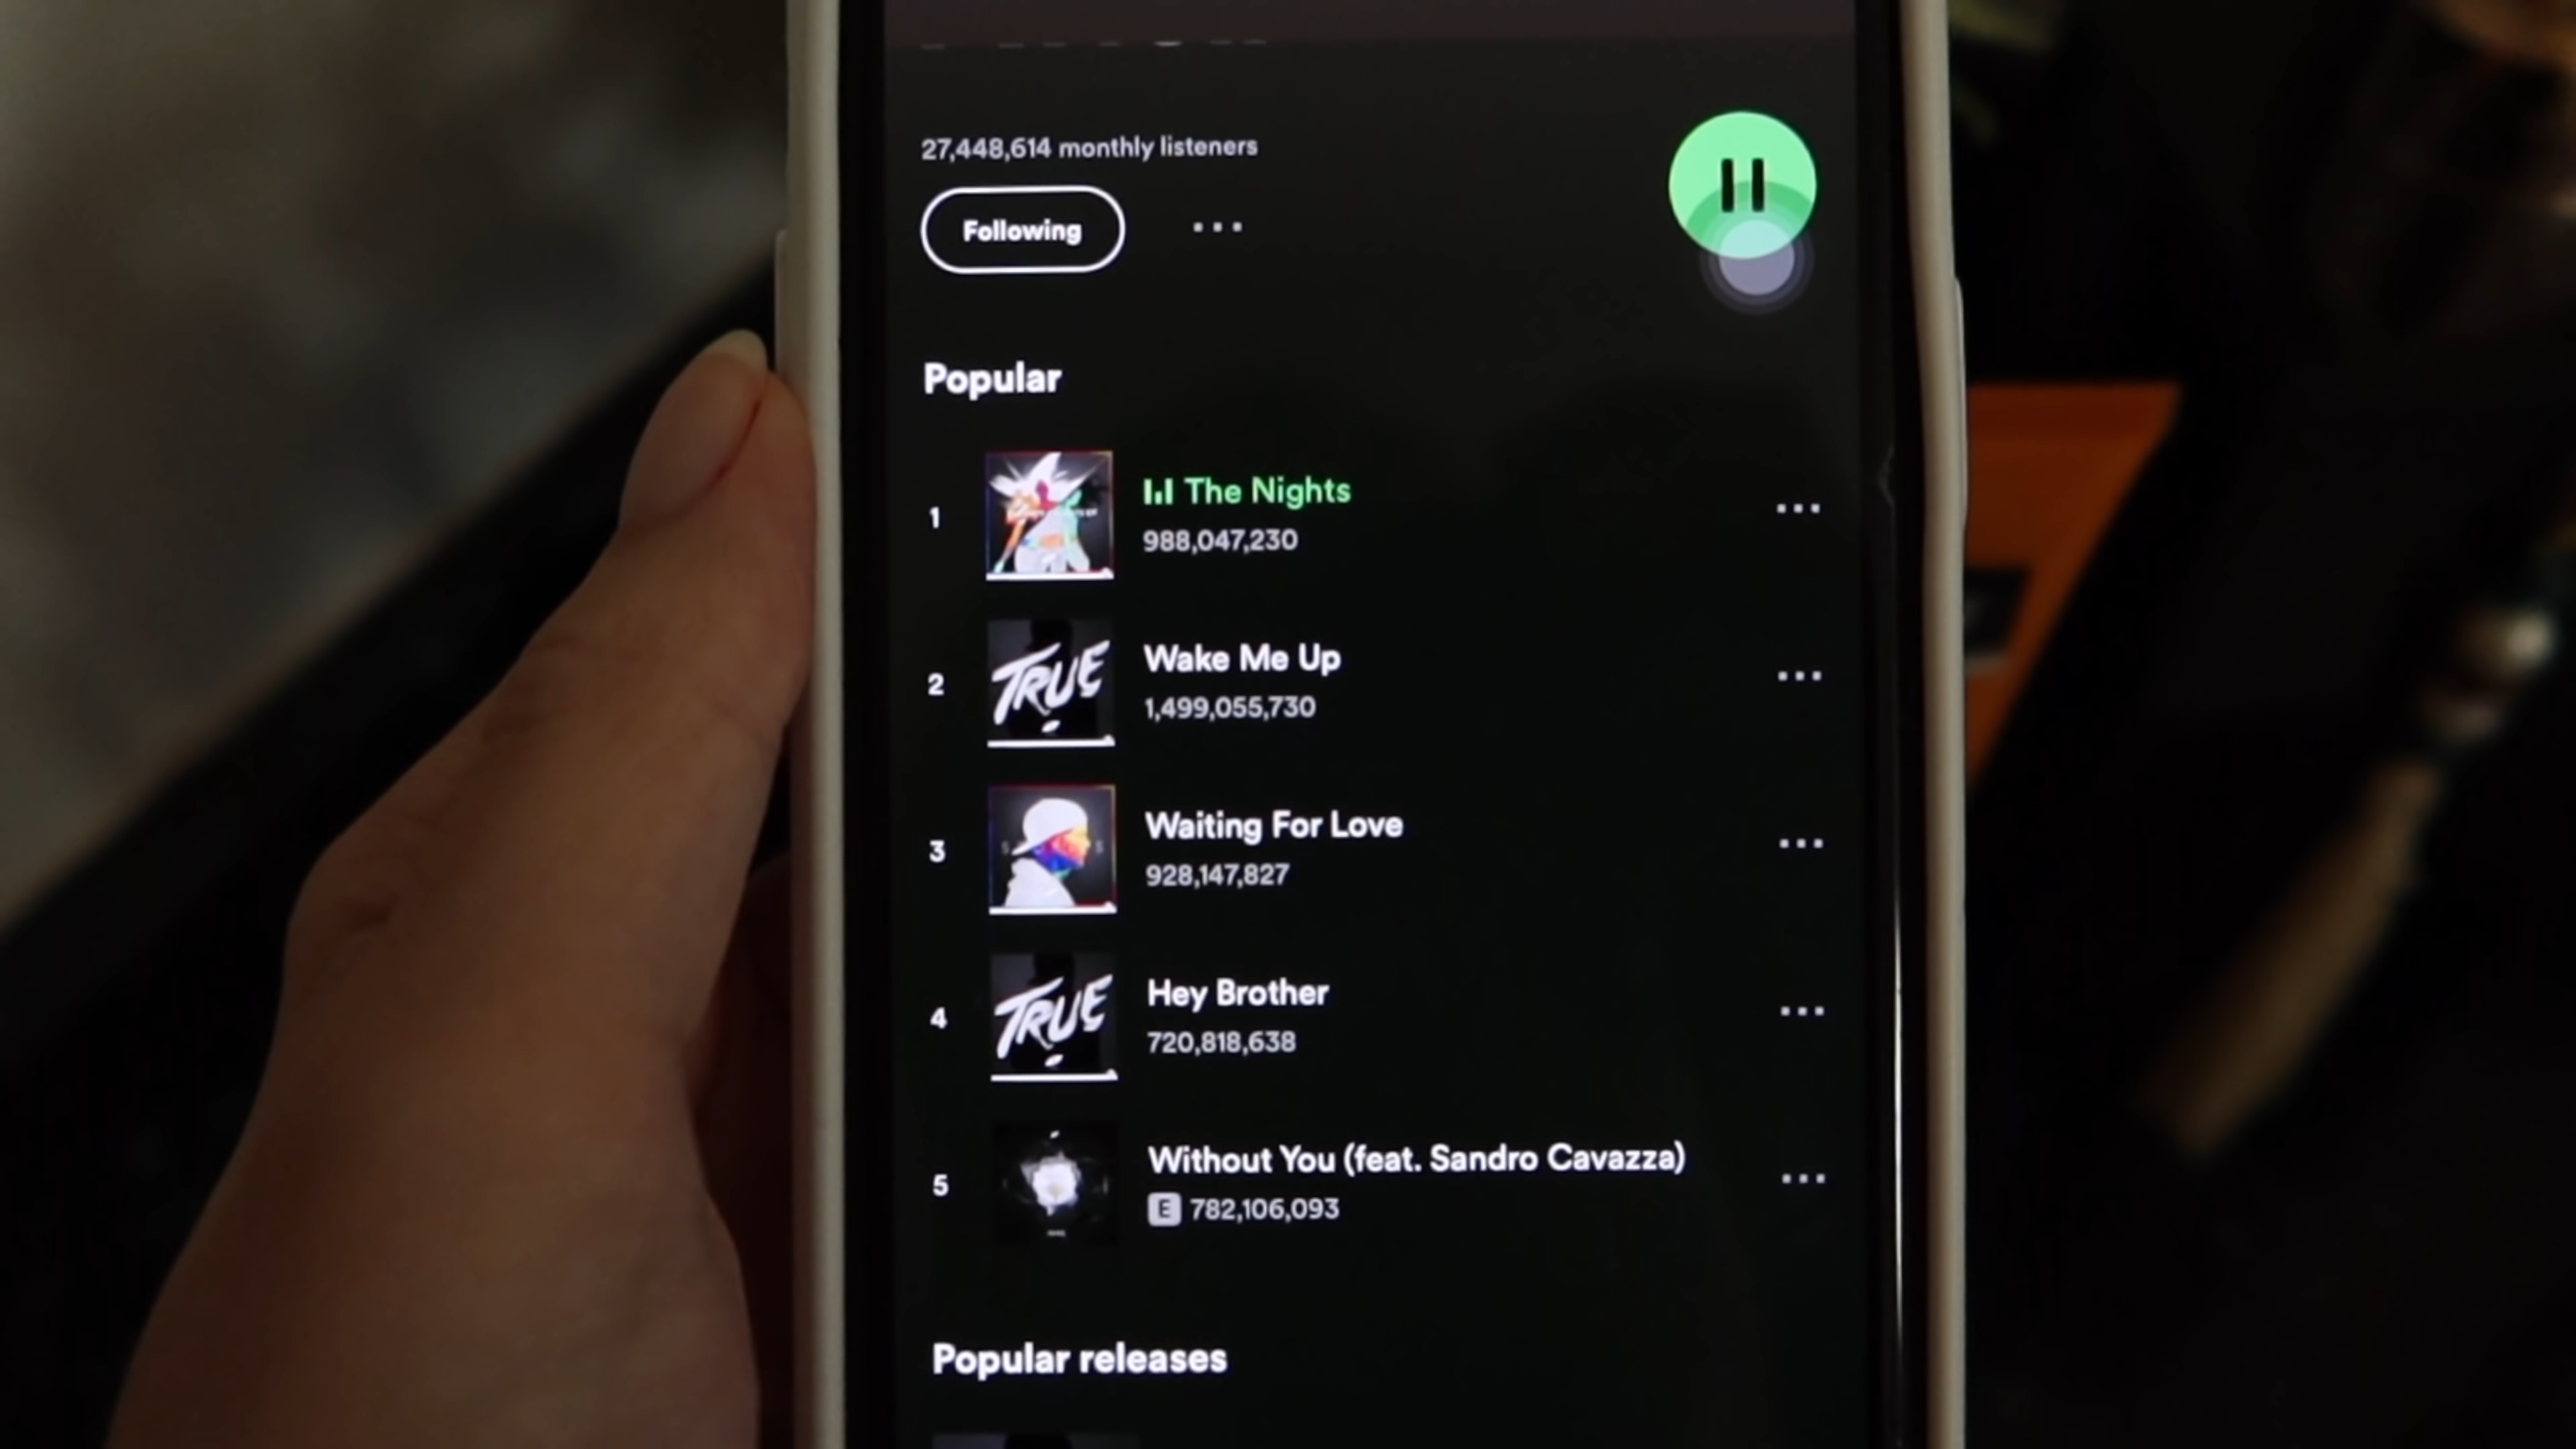 27,448,614 monthly listeners
Following
Popular
1
The Nights
988,047,230
2
TRUE
Wake Me Up
1,499,055,730
3
Waiting For Love
928,147,827
4
TRUE
Hey Brother
720,818,638
5
Without You (feat. Sandro Cavazza)
E 782,106,093
Popular releases